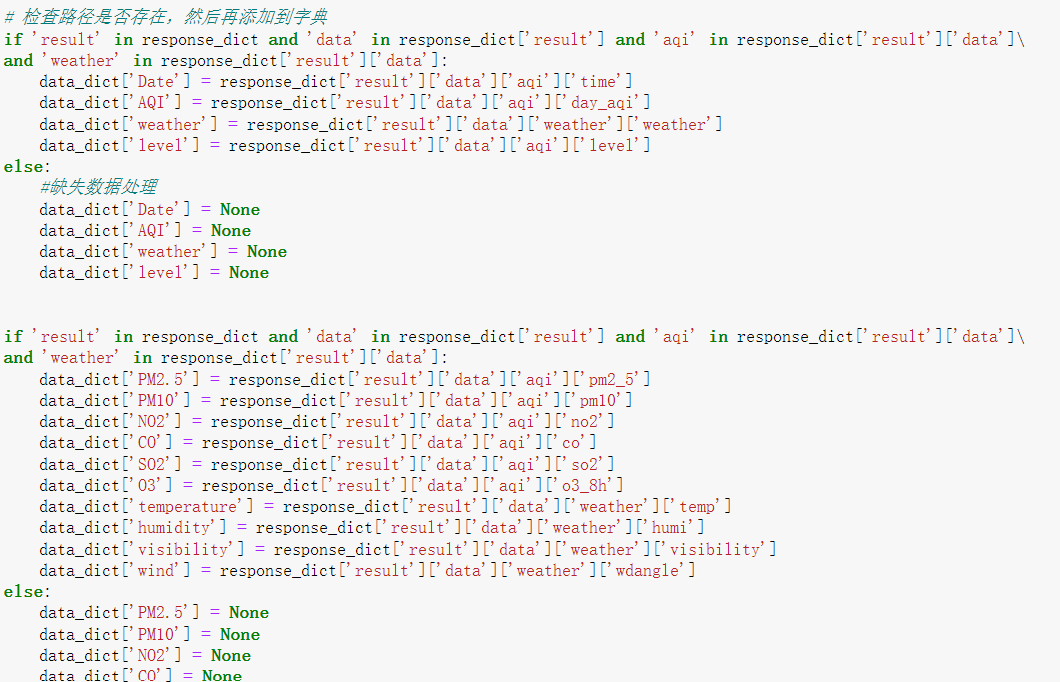 # 检查路径是否存在，然后再添加到字典
if 'result' in response_dict and 'data' in response_dict['result'] and 'aqi' in response_dict['result']['data']\
and 'weather' in response_dict['result']['data']:
    data_dict['Date'] = response_dict['result']['data']['aqi']['time']
    data_dict['AQI'] = response_dict['result']['data']['aqi']['day_aqi']
    data_dict['weather'] = response_dict['result']['data']['weather']['weather']
    data_dict['level'] = response_dict['result']['data']['aqi']['level']
else:
    #缺失数据处理
    data_dict['Date'] = None
    data_dict['AQI'] = None
    data_dict['weather'] = None
    data_dict['level'] = None
if 'result' in response_dict and 'data' in response_dict['result'] and 'aqi' in response_dict['result']['data']\
and 'weather' in response_dict['result']['data']:
    data_dict['PM2.5'] = response_dict['result']['data']['aqi']['pm2_5']
    data_dict['PM10'] = response_dict['result']['data']['aqi']['pm10']
    data_dict['NO2'] = response_dict['result']['data']['aqi']['no2']
    data_dict['CO'] = response_dict['result']['data']['aqi']['co']
    data_dict['SO2'] = response_dict['result']['data']['aqi']['so2']
    data_dict['O3'] = response_dict['result']['data']['aqi']['o3_8h']
    data_dict['temperature'] = response_dict['result']['data']['weather']['temp']
    data_dict['humidity'] = response_dict['result']['data']['weather']['humi']
    data_dict['visibility'] = response_dict['result']['data']['weather']['visibility']
    data_dict['wind'] = response_dict['result']['data']['weather']['wdangle']
else:
    data_dict['PM2.5'] = None
    data_dict['PM10'] = None
    data_dict['NO2'] = None
    data_dict['CO'] = None